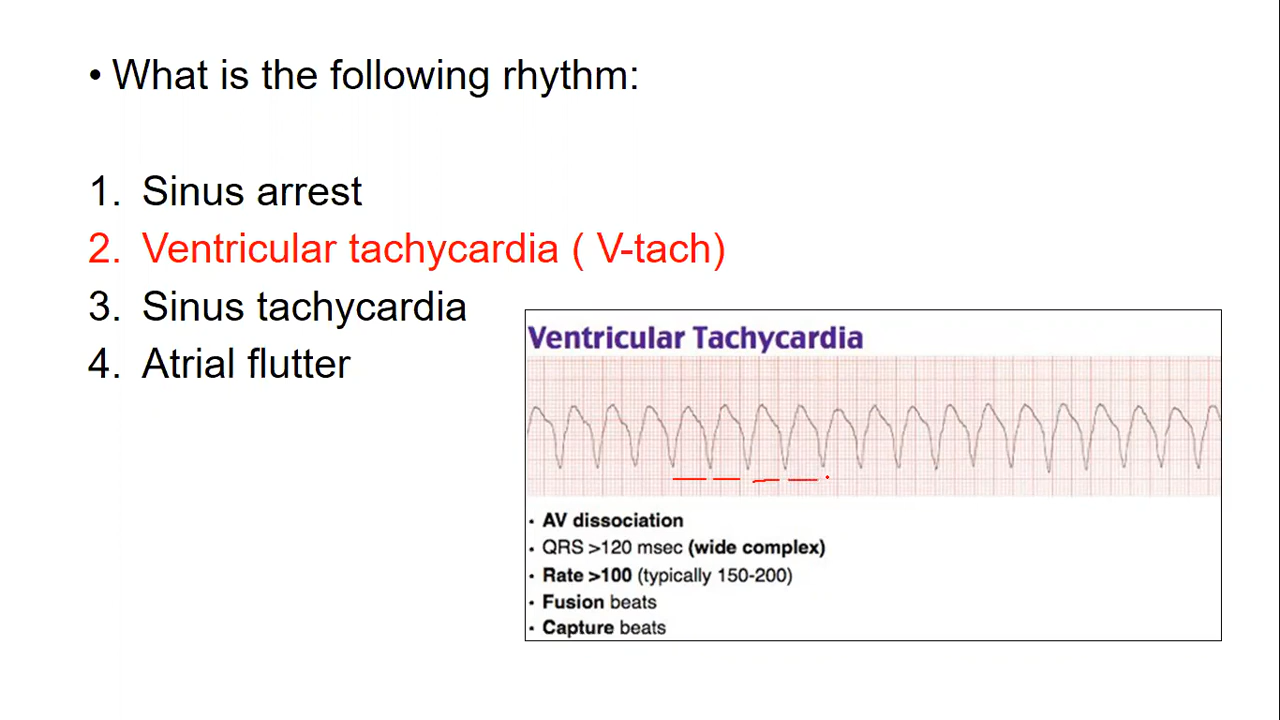 • What is the following rhythm:
1. Sinus arrest
2. Ventricular tachycardia ( V-tach)
3. Sinus tachycardia
4. Atrial flutter
Ventricular Tachycardia
• AV dissociation
• QRS >120 msec (wide complex)
• Rate >100 (typically 150-200)
• Fusion beats
• Capture beats